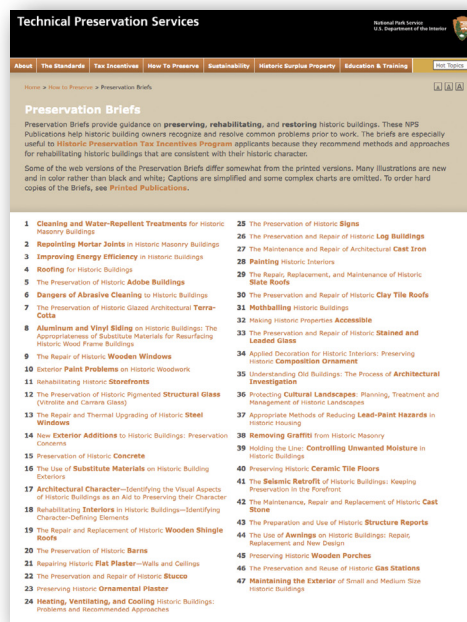 Technical Preservation Services
National Park Service
U.S. Department of the Interior
About
The Standards
Tax Incentives
How To Preserve
Sustainability
Historic Surplus Property
Education & Training
Hot Topics
Home > How to Preserve > Preservation Briefs
A A A
Preservation Briefs
Preservation Briefs provide guidance on preserving, rehabilitating, and restoring historic buildings. These NPS
Publications help historic building owners recognize and resolve common problems prior to work. The briefs are especially
useful to Historic Preservation Tax Incentives Program applicants because they recommend methods and approaches
for rehabilitating historic buildings that are consistent with their historic character.
Some of the web versions of the Preservation Briefs differ somewhat from the printed versions. Many illustrations are new
and in color rather than black and white; Captions are simplified and some complex charts are omitted. To order hard
copies of the Briefs, see Printed Publications.
1 Cleaning and Water-Repellent Treatments for Historic
Masonry Buildings
2 Repointing Mortar Joints in Historic Masonry Buildings
3 Improving Energy Efficiency in Historic Buildings
4 Roofing for Historic Buildings
5 The Preservation of Historic Adobe Buildings
6 Dangers of Abrasive Cleaning to Historic Buildings
7 The Preservation of Historic Glazed Architectural Terra-
Cotta
8 Aluminum and Vinyl Siding on Historic Buildings: The
Appropriateness of Substitute Materials for Resurfacing
Historic Wood Frame Buildings
9 The Repair of Historic Wooden Windows
10 Exterior Paint Problems on Historic Woodwork
11 Rehabilitating Historic Storefronts
12 The Preservation of Historic Pigmented Structural Glass
(Vitrolite and Carrara Glass)
13 The Repair and Thermal Upgrading of Historic Steel
Windows
14 New Exterior Additions to Historic Buildings: Preservation
Concerns
15 Preservation of Historic Concrete
16 The Use of Substitute Materials on Historic Building
Exteriors
17 Architectural Character—Identifying the Visual Aspects
of Historic Buildings as an Aid to Preserving their Character
18 Rehabilitating Interiors in Historic Buildings—Identifying
Character-Defining Elements
19 The Repair and Replacement of Historic Wooden Shingle
Roofs
20 The Preservation of Historic Barns
21 Repairing Historic Flat Plaster—Walls and Ceilings
22 The Preservation and Repair of Historic Stucco
23 Preserving Historic Ornamental Plaster
24 Heating, Ventilating, and Cooling Historic Buildings:
Problems and Recommended Approaches
25 The Preservation of Historic Signs
26 The Preservation and Repair of Historic Log Buildings
27 The Maintenance and Repair of Architectural Cast Iron
28 Painting Historic Interiors
29 The Repair, Replacement, and Maintenance of Historic
Slate Roofs
30 The Preservation and Repair of Historic Clay Tile Roofs
31 Mothballing Historic Buildings
32 Making Historic Properties Accessible
33 The Preservation and Repair of Historic Stained and
Leaded Glass
34 Applied Decoration for Historic Interiors: Preserving
Historic Composition Ornament
35 Understanding Old Buildings: The Process of Architectural
Investigation
36 Protecting Cultural Landscapes: Planning, Treatment and
Management of Historic Landscapes
37 Appropriate Methods of Reducing Lead-Paint Hazards in
Historic Housing
38 Removing Graffiti from Historic Masonry
39 Holding the Line: Controlling Unwanted Moisture in
Historic Buildings
40 Preserving Historic Ceramic Tile Floors
41 The Seismic Retrofit of Historic Buildings: Keeping
Preservation in the Forefront
42 The Maintenance, Repair and Replacement of Historic Cast
Stone
43 The Preparation and Use of Historic Structure Reports
44 The Use of Awnings on Historic Buildings: Repair,
Replacement and New Design
45 Preserving Historic Wooden Porches
46 The Preservation and Reuse of Historic Gas Stations
47 Maintaining the Exterior of Small and Medium Size
Historic Buildings